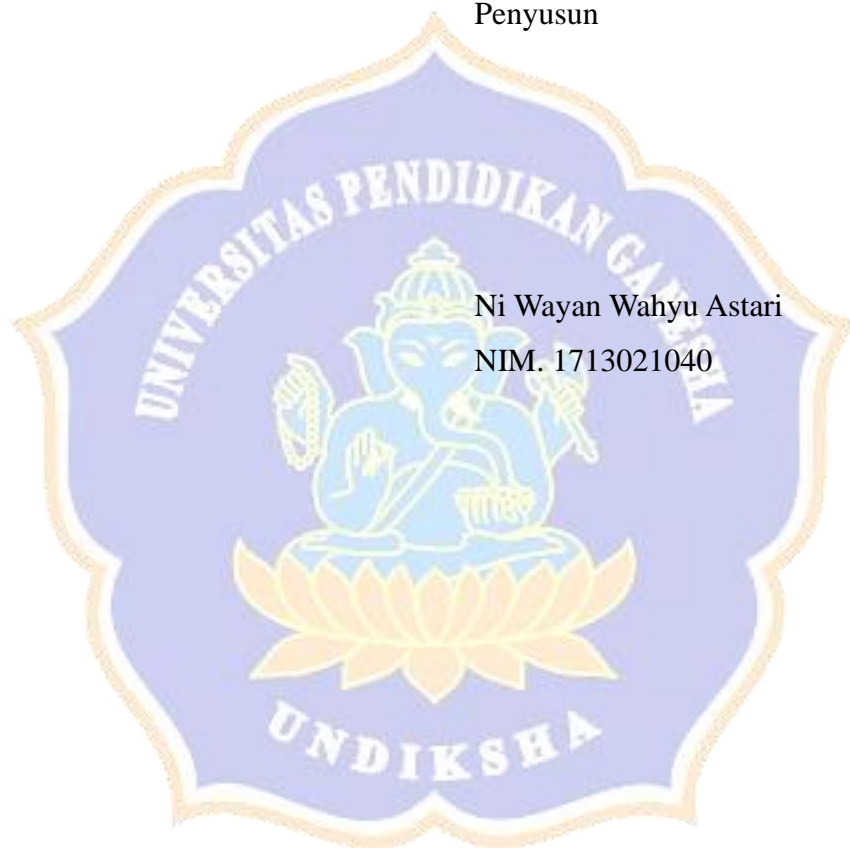 Penyusun
UNIVERSITAS PENDIDIKAN GANESHA
Ni Wayan Wahyu Astari
NIM. 1713021040
UNDIKSHA